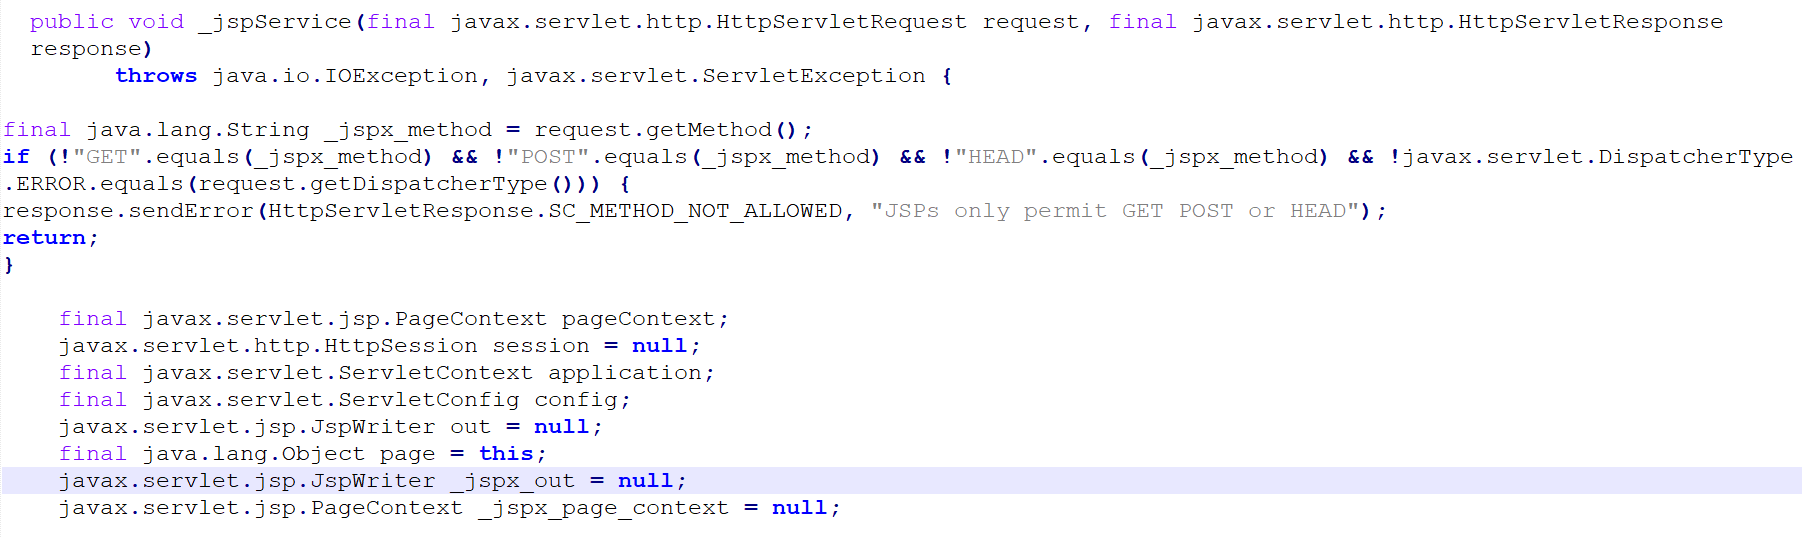 public void _jspService(final javax.servlet.http.HttpServletRequest request, final javax.servlet.http.HttpServletResponse
response)
throws java.io.IOException, javax.servlet.ServletException {
final java.lang.String _jspx_method = request.getMethod();
if (!"GET".equals(_jspx_method) && !"POST".equals(_jspx_method) && !"HEAD".equals(_jspx_method) && !javax.servlet.DispatcherType
.ERROR.equals(request.getDispatcherType())) {
response.sendError(HttpServletResponse.SC_METHOD_NOT_ALLOWED, "JSPs only permit GET POST or HEAD");
return;
}
final javax.servlet.jsp.PageContext pageContext;
javax.servlet.http.HttpSession session = null;
final javax.servlet.ServletContext application;
final javax.servlet.ServletConfig config;
javax.servlet.jsp.JspWriter out = null;
final java.lang.Object page = this;
javax.servlet.jsp.JspWriter _jspx_out = null;
javax.servlet.jsp.PageContext _jspx_page_context = null;